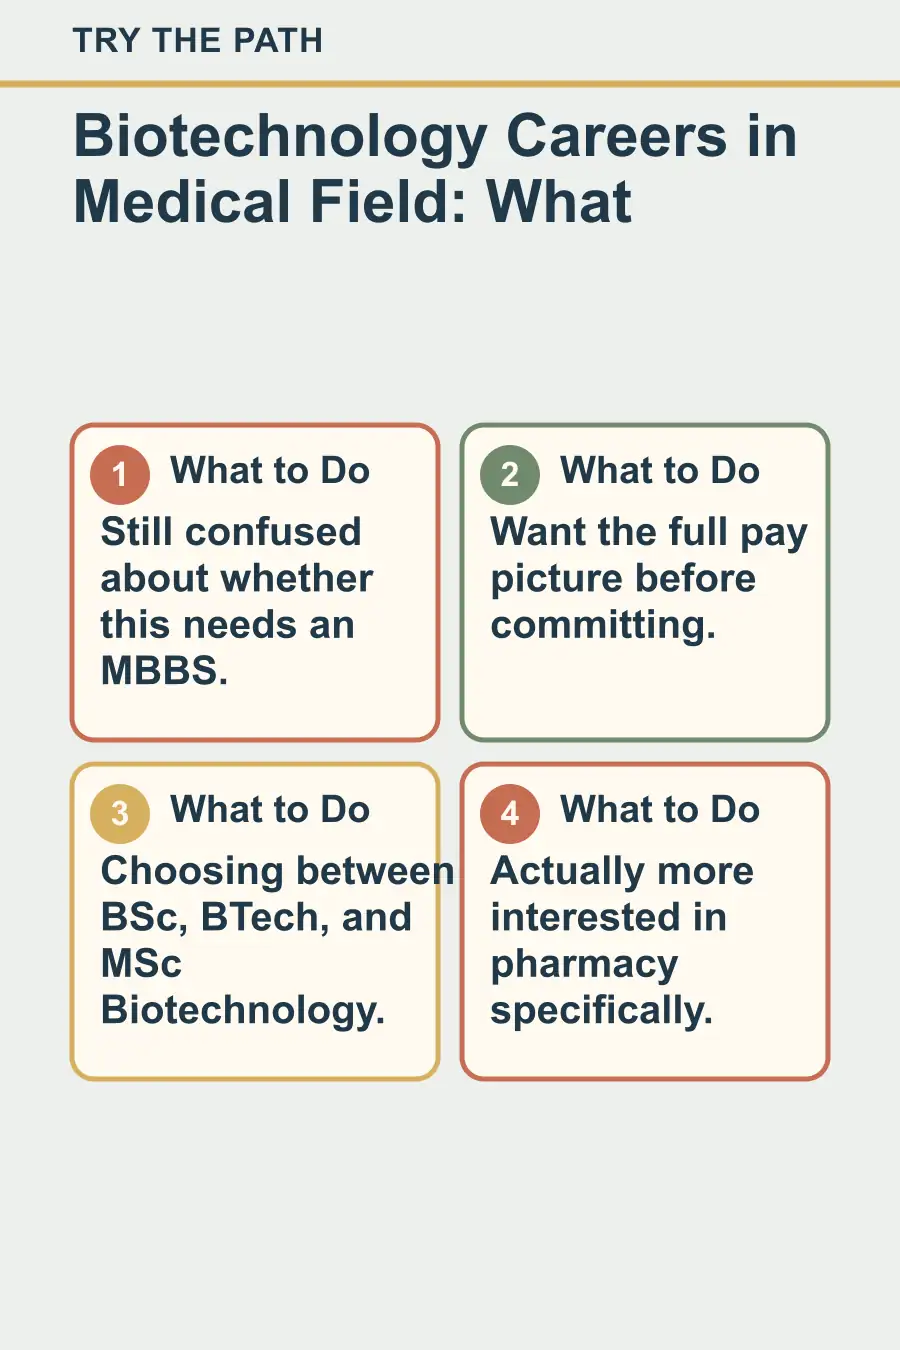 TRY THE PATH
Biotechnology Careers in
Medical Field: What
1 What to Do
Still confused
about whether
this needs an
MBBS.
2 What to Do
Want the full pay
picture before
committing.
3 What to Do
Choosing between
BSc, BTech, and
MSc
Biotechnology.
4 What to Do
Actually more
interested in
pharmacy
specifically.